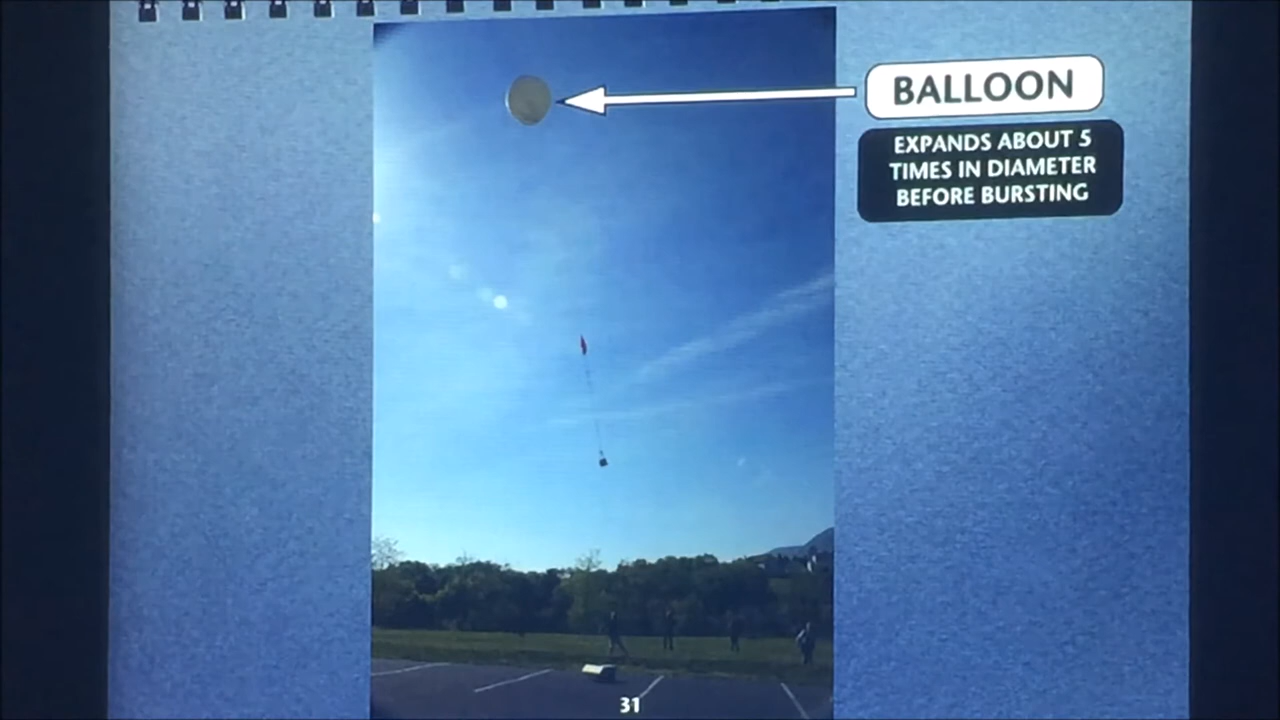 BALLOON
EXPANDS ABOUT 5
TIMES IN DIAMETER
BEFORE BURSTING
31